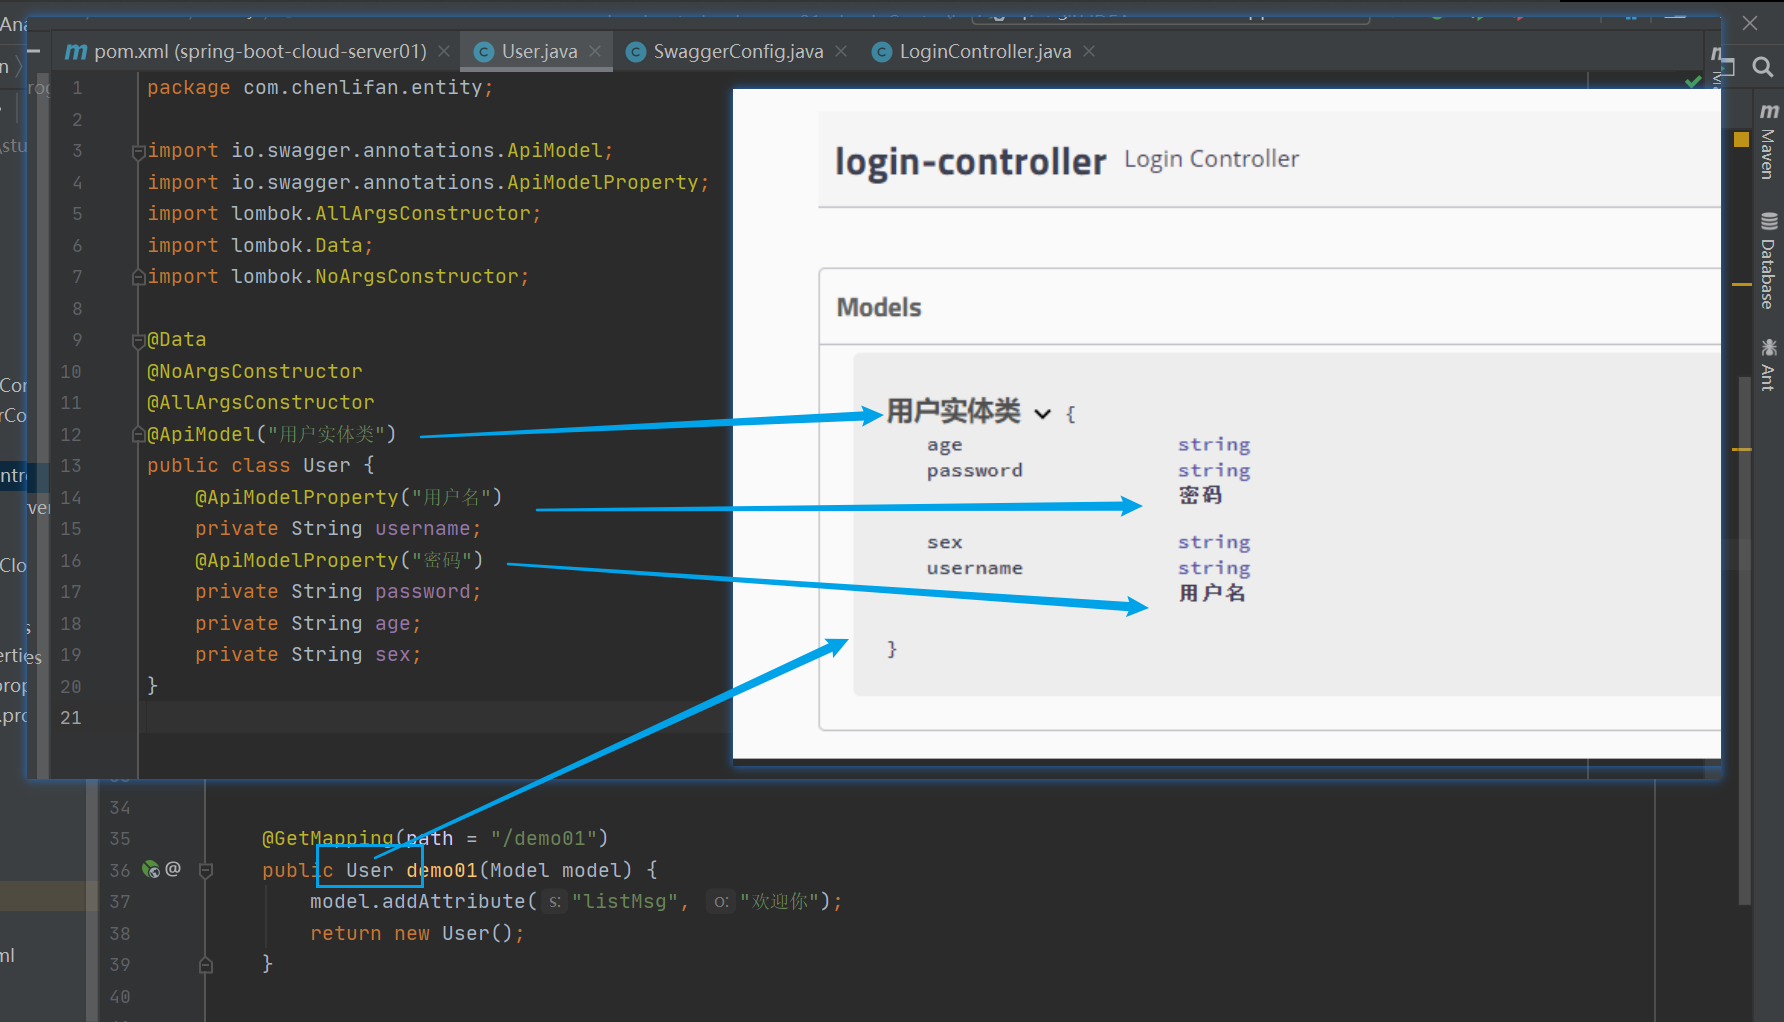 pom.xml (spring-boot-cloud-server01)
User.java
SwaggerConfig.java
LoginController.java
1 package com.chenlifan.entity;
2
3 import io.swagger.annotations.ApiModel;
4 import io.swagger.annotations.ApiModelProperty;
5 import lombok.AllArgsConstructor;
6 import lombok.Data;
7 import lombok.NoArgsConstructor;
8
9 @Data
10 @NoArgsConstructor
11 @AllArgsConstructor
12 @ApiModel("用户实体类")
13 public class User {
14 @ApiModelProperty("用户名")
15 private String username;
16 @ApiModelProperty("密码")
17 private String password;
18 private String age;
19 private String sex;
20 }
21
login-controller Login Controller
Models
用户实体类 {
age string
password string
密码
sex string
username string
用户名
}
34
35 @GetMapping(path = "/demo01")
36 public User demo01(Model model) {
37 model.addAttribute( s: "listMsg", o: "欢迎你");
38 return new User();
39 }
40
Maven
Database
Ant